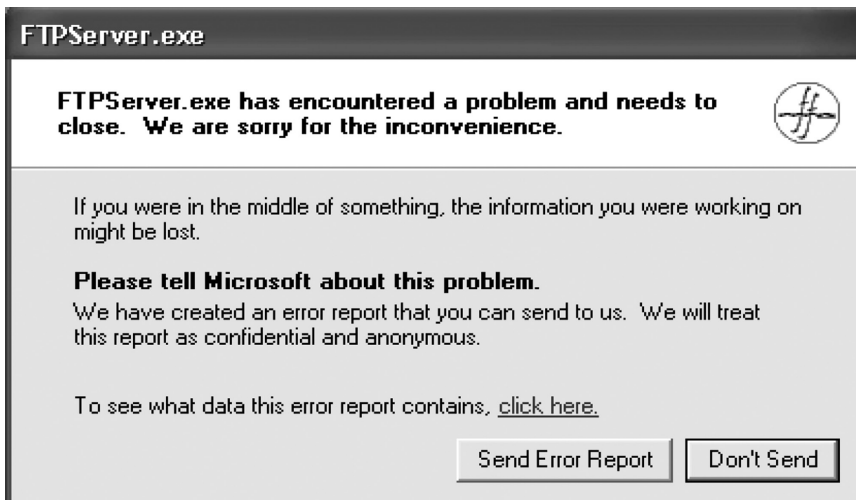 FTPServer.exe
FTPServer.exe has encountered a problem and needs to
close. We are sorry for the inconvenience.
If you were in the middle of something, the information you were working on
might be lost.
Please tell Microsoft about this problem.
We have created an error report that you can send to us. We will treat
this report as confidential and anonymous.
To see what data this error report contains, click here.
Send Error Report
Don't Send